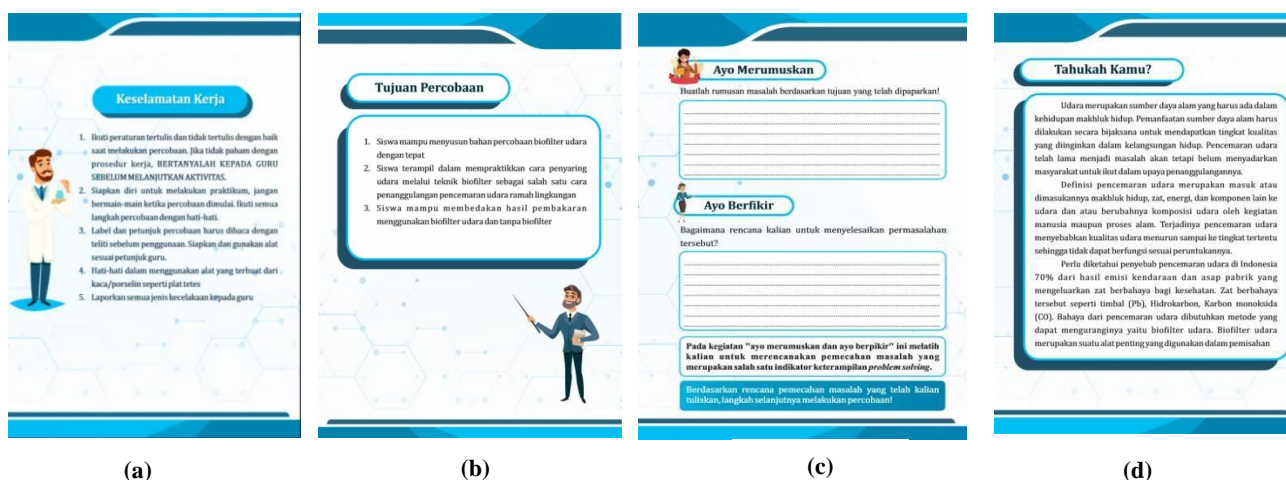 Keselamatan Kerja
1. Ikuti peraturan tertulis dan tidak tertulis dengan baik
saat melakukan percobaan. Jika tidak paham dengan
prosedur kerja, BERTANYALAH KEPADA GURU
SEBELUM MELANJUTKAN AKTIVITAS.
2. Siapkan diri untuk melakukan praktikum, jangan
bermain-main ketika percobaan dimulai. Ikuti semua
langkah percobaan dengan hati-hati.
3. Label dan petunjuk percobaan harus dibaca dengan
teliti sebelum penggunaan. Siapkan dan gunakan alat
sesuai petunjuk guru.
4. Hati-hati dalam menggunakan alat yang terbuat dari
kaca/porselin seperti plat tetes
5. Laporkan semua jenis kecelakaan kepada guru
(a)
Tujuan Percobaan
1. Siswa mampu menyusun bahan percobaan biofilter udara
dengan tepat
2. Siswa terampil dalam mempraktikkan cara penyaring
udara melalui teknik biofilter sebagai salah satu cara
penanggulangan pencemaran udara ramah lingkungan
3. Siswa mampu membedakan hasil pembakaran
menggunakan biofilter udara dan tanpa biofilter
(b)
Ayo Merumuskan
Buatlah rumusan masalah berdasarkan tujuan yang telah dipaparkan!
Ayo Berfikir
Bagaimana rencana kalian untuk menyelesaikan permasalahan
tersebut?
Pada kegiatan "ayo merumuskan dan ayo berpikir" ini melatih
kalian untuk merencanakan pemecahan masalah yang
merupakan salah satu indikator keterampilan problem solving.
Berdasarkan rencana pemecahan masalah yang telah kalian
tuliskan, langkah selanjutnya melakukan percobaan!
(c)
Tahukah Kamu?
Udara merupakan sumber daya alam yang harus ada dalam
kehidupan makhluk hidup. Pemanfaatan sumber daya alam harus
dilakukan secara bijaksana untuk mendapatkan tingkat kualitas
yang diinginkan dalam kelangsungan hidup. Pencemaran udara
telah lama menjadi masalah akan tetapi belum menyadarkan
masyarakat untuk ikut dalam upaya penanggulangannya.
Definisi pencemaran udara merupakan masuk atau
dimasukannya makhluk hidup, zat, energi, dan komponen lain ke
udara dan atau berubahnya komposisi udara oleh kegiatan
manusia maupun proses alam. Terjadinya pencemaran udara
menyebabkan kualitas udara menurun sampai ke tingkat tertentu
sehingga tidak dapat berfungsi sesuai peruntukannya.
Perlu diketahui penyebab pencemaran udara di Indonesia
70% dari hasil emisi kendaraan dan asap pabrik yang
mengeluarkan zat berbahaya bagi kesehatan. Zat berbahaya
tersebut seperti timbal (Pb), Hidrokarbon, Karbon monoksida
(CO). Bahaya dari pencemaran udara dibutuhkan metode yang
dapat menguranginya yaitu biofilter udara. Biofilter udara
merupakan suatu alat penting yang digunakan dalam pemisahan
(d)